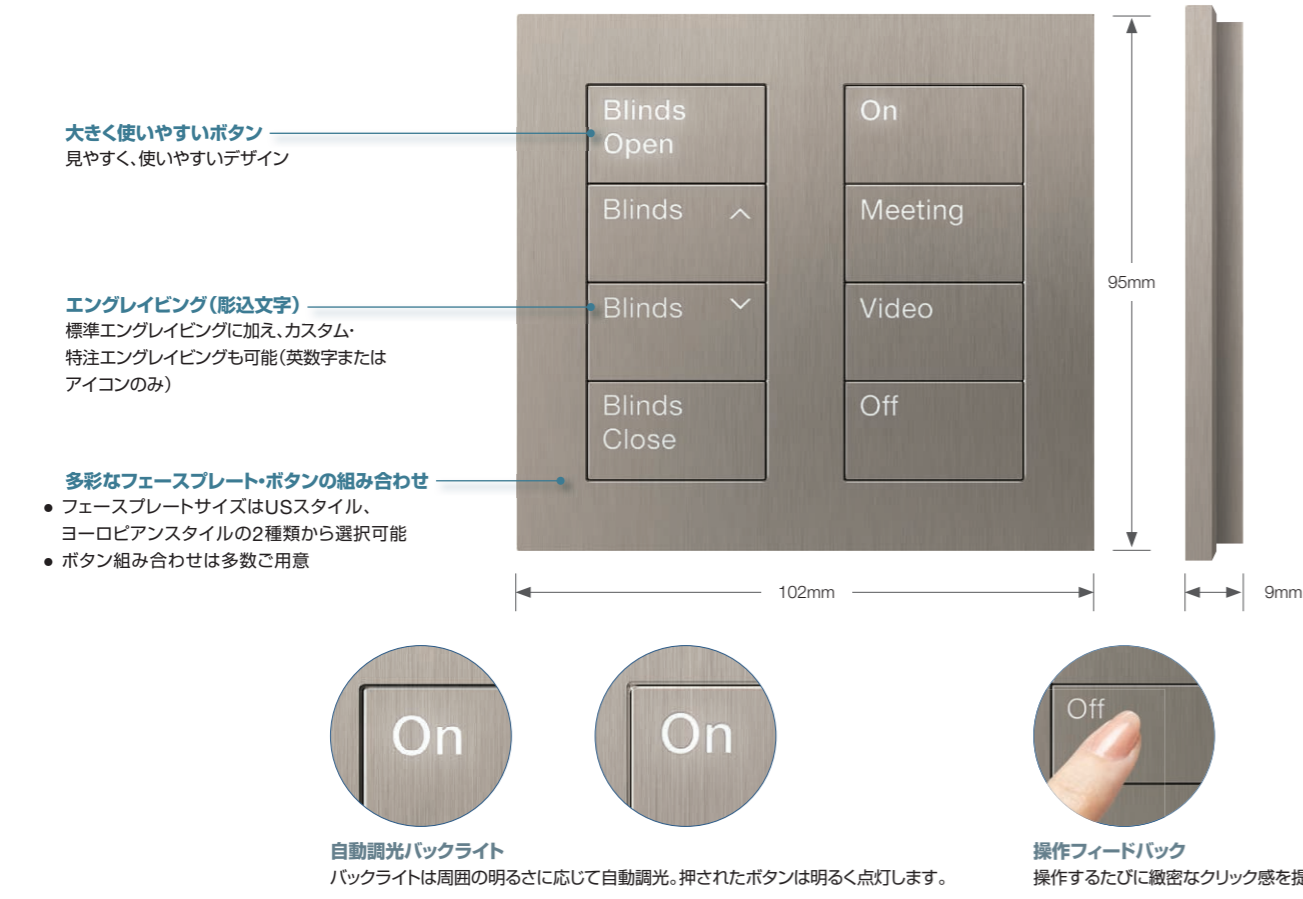 大きく使いやすいボタン
見やすく、使いやすいデザイン
エングレイビング(彫込文字)
標準エングレイビングに加え、カスタム・
特注エングレイビングも可能(英数字または
アイコンのみ)
多彩なフェースプレート・ボタンの組み合わせ
● フェースプレートサイズはUSスタイル、
ヨーロピアンスタイルの2種類から選択可能
● ボタン組み合わせは多数ご用意
Blinds
Open
Blinds
Blinds
Blinds
Close
On
Meeting
Video
Off
95mm
102mm
9mm
On
On
Off
自動調光バックライト
バックライトは周囲の明るさに応じて自動調光。押されたボタンは明るく点灯します。
操作フィードバック
操作するたびに緻密なクリック感を